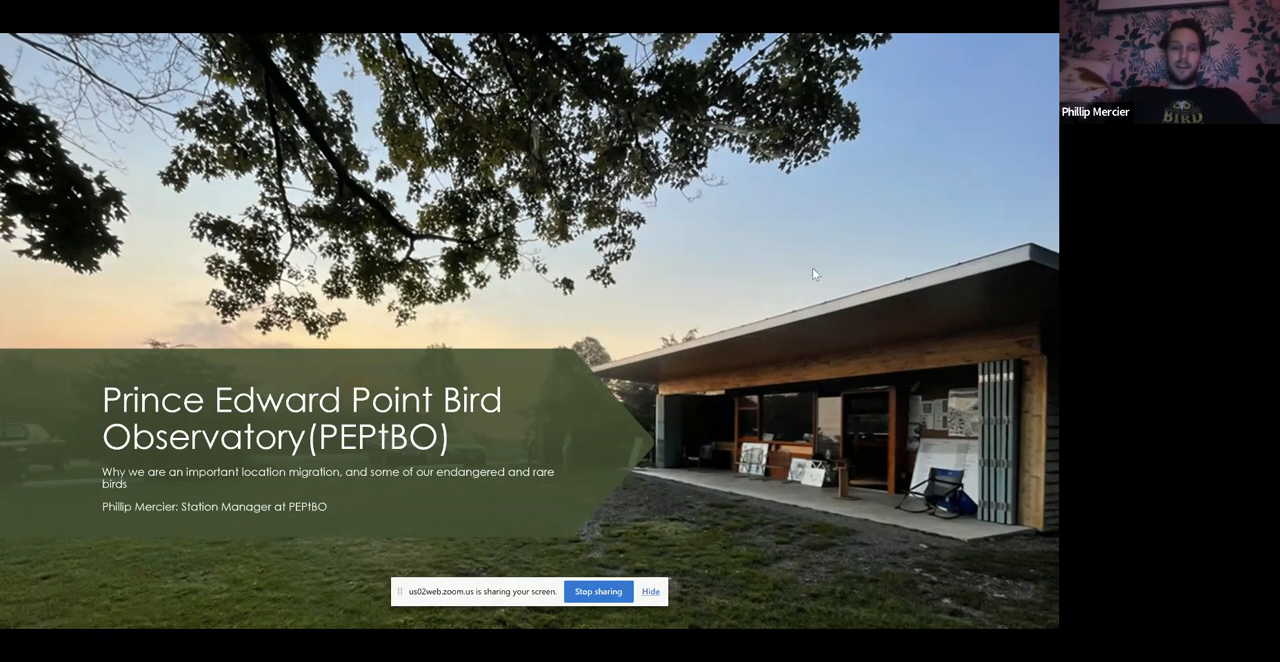 Prince Edward Point Bird
Observatory(PEPtBO)
Why we are an important location migration, and some of our endangered and rare
birds
Phillip Mercier: Station Manager at PEPtBO
us02web.zoom.us is sharing your screen.
Stop sharing
Hide
Phillip Mercier
BIRD